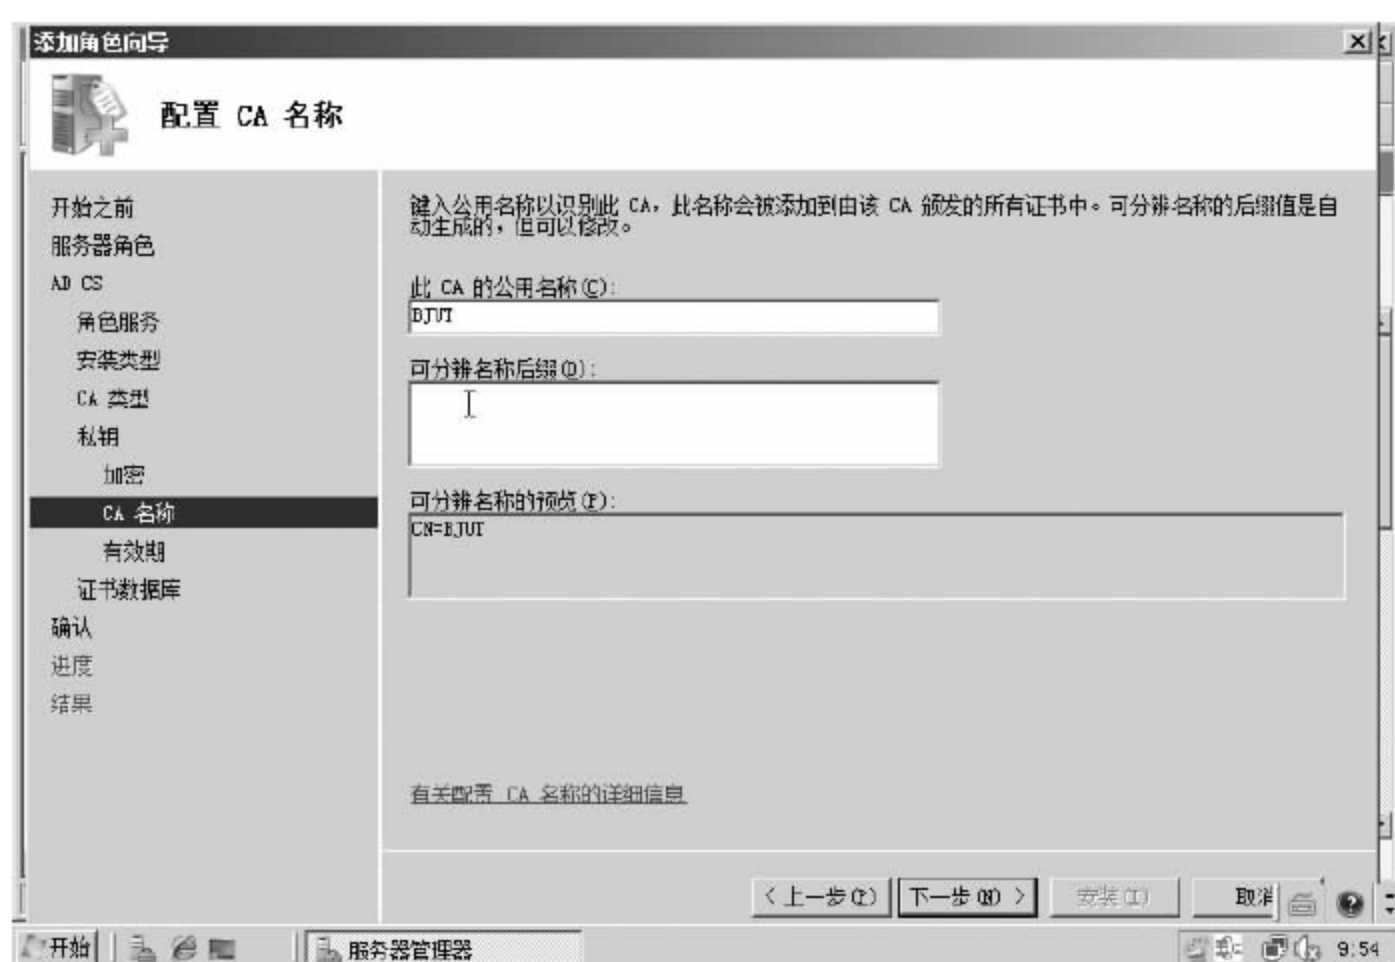 添加角色向导
配置 CA 名称
开始之前
服务器角色
AD CS
角色服务
安装类型
CA 类型
私钥
加密
CA 名称
有效期
证书数据库
确认
进度
结果
键入公用名称以识别此 CA，此名称会被添加到由该 CA 颁发的所有证书中。可分辨名称的后缀值是自
动生成的，但可以修改。
此 CA 的公用名称(C):
BJUT
可分辨名称后缀(D):
可分辨名称的预览(P):
CN=BJUT
有关配置 CA 名称的详细信息
< 上一步(P)
下一步(N) >
安装(I)
取消
开始
服务器管理器
9:54